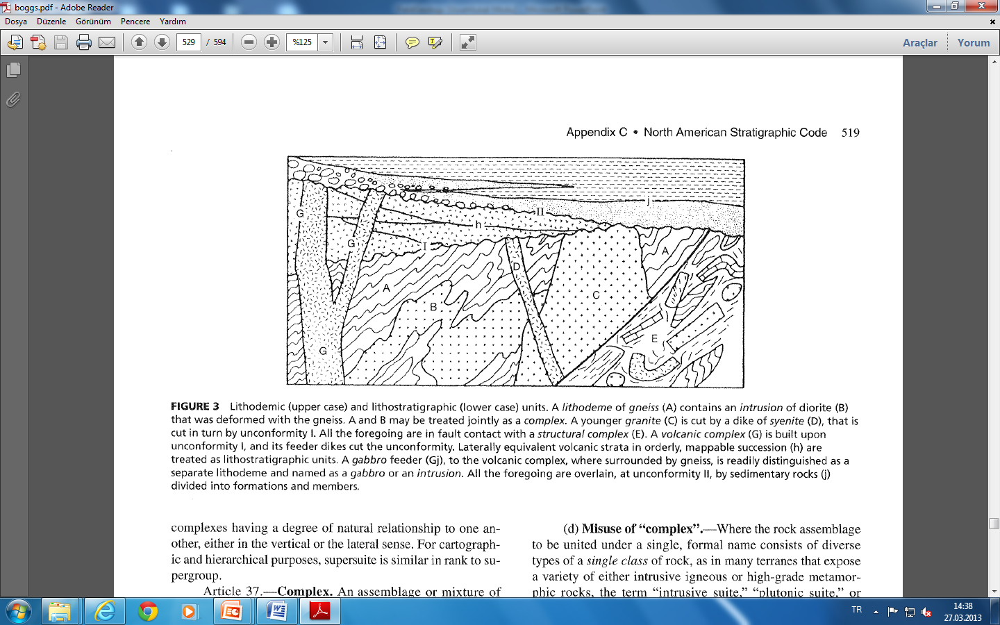 boggs.pdf - Adobe Reader
Dosya Düzenle Görünüm Pencere Yardım
529 / 594 %125 Araçlar Yorum
Appendix C • North American Stratigraphic Code 519
G
II
j
h
G
I
A
D
A
B
C
E
G
FIGURE 3 Lithodemic (upper case) and lithostratigraphic (lower case) units. A lithodeme of gneiss (A) contains an intrusion of diorite (B)
that was deformed with the gneiss. A and B may be treated jointly as a complex. A younger granite (C) is cut by a dike of syenite (D), that is
cut in turn by unconformity I. All the foregoing are in fault contact with a structural complex (E). A volcanic complex (G) is built upon
unconformity I, and its feeder dikes cut the unconformity. Laterally equivalent volcanic strata in orderly, mappable succession (h) are
treated as lithostratigraphic units. A gabbro feeder (Gj), to the volcanic complex, where surrounded by gneiss, is readily distinguished as a
separate lithodeme and named as a gabbro or an intrusion. All the foregoing are overlain, at unconformity II, by sedimentary rocks (j)
divided into formations and members.
complexes having a degree of natural relationship to one an-
other, either in the vertical or the lateral sense. For cartograph-
ic and hierarchical purposes, supersuite is similar in rank to su-
pergroup.
Article 37.—Complex. An assemblage or mixture of
(d) Misuse of “complex”.—Where the rock assemblage
to be united under a single, formal name consists of diverse
types of a single class of rock, as in many terranes that expose
a variety of either intrusive igneous or high-grade metamor-
phic rocks, the term “intrusive suite,” “plutonic suite,” or
TR
14:38
27.03.2013